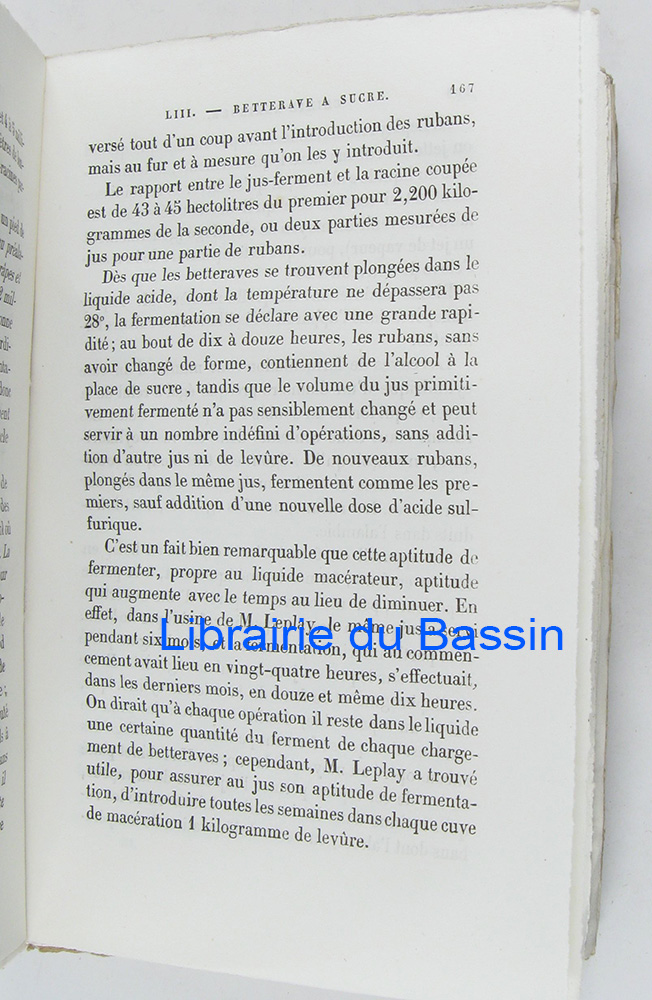 LIII. — BETTERAVE A SUCRE. 167
versé tout d'un coup avant l'introduction des rubans,
mais au fur et à mesure qu'on les y introduit.
Le rapport entre le jus-ferment et la racine coupée
est de 43 à 45 hectolitres du premier pour 2,200 kilo-
grammes de la seconde, ou deux parties mesurées de
jus pour une partie de rubans.
Dès que les betteraves se trouvent plongées dans le
liquide acide, dont la température ne dépassera pas
28°, la fermentation se déclare avec une grande rapi-
dité; au bout de dix à douze heures, les rubans, sans
avoir changé de forme, contiennent de l'alcool à la
place de sucre, tandis que le volume du jus primiti-
vement fermenté n'a pas sensiblement changé et peut
servir à un nombre indéfini d'opérations, sans addi-
tion d'autre jus ni de levûre. De nouveaux rubans,
plongés dans le même jus, fermentent comme les pre-
miers, sauf addition d'une nouvelle dose d'acide sul-
furique.
C'est un fait bien remarquable que cette aptitude de
fermenter, propre au liquide macérateur, aptitude
qui augmente avec le temps au lieu de diminuer. En
effet, dans l'usine de M. Leplay, le même jus servi
Librairie du Bassin
pendant six mois, et la fermentation, qui au commen-
cement avait lieu en vingt-quatre heures, s'effectuait,
dans les derniers mois, en douze et même dix heures.
On dirait qu'à chaque opération il reste dans le liquide
une certaine quantité du ferment de chaque charge-
ment de betteraves; cependant, M. Leplay a trouvé
utile, pour assurer au jus son aptitude de fermenta-
tion, d'introduire toutes les semaines dans chaque cuve
de macération 1 kilogramme de levûre.